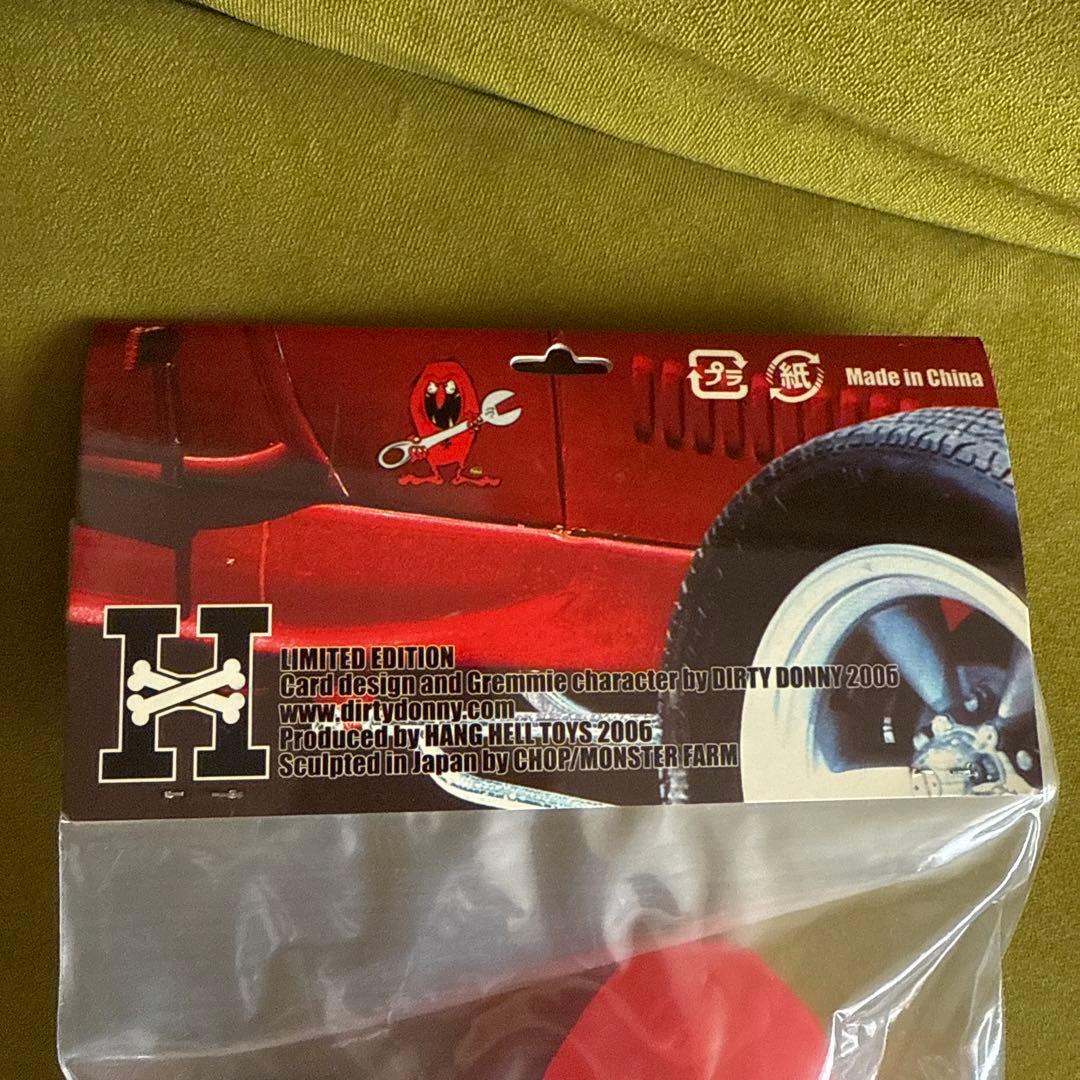 プラ
紙
Made in China
H
LIMITED EDITION
Card design and Gremmie character by DIRTY DONNY 2006
www.dirtydonny.com
Produced by HANG HELL TOYS 2006
Sculpted in Japan by CHOP/MONSTER FARM